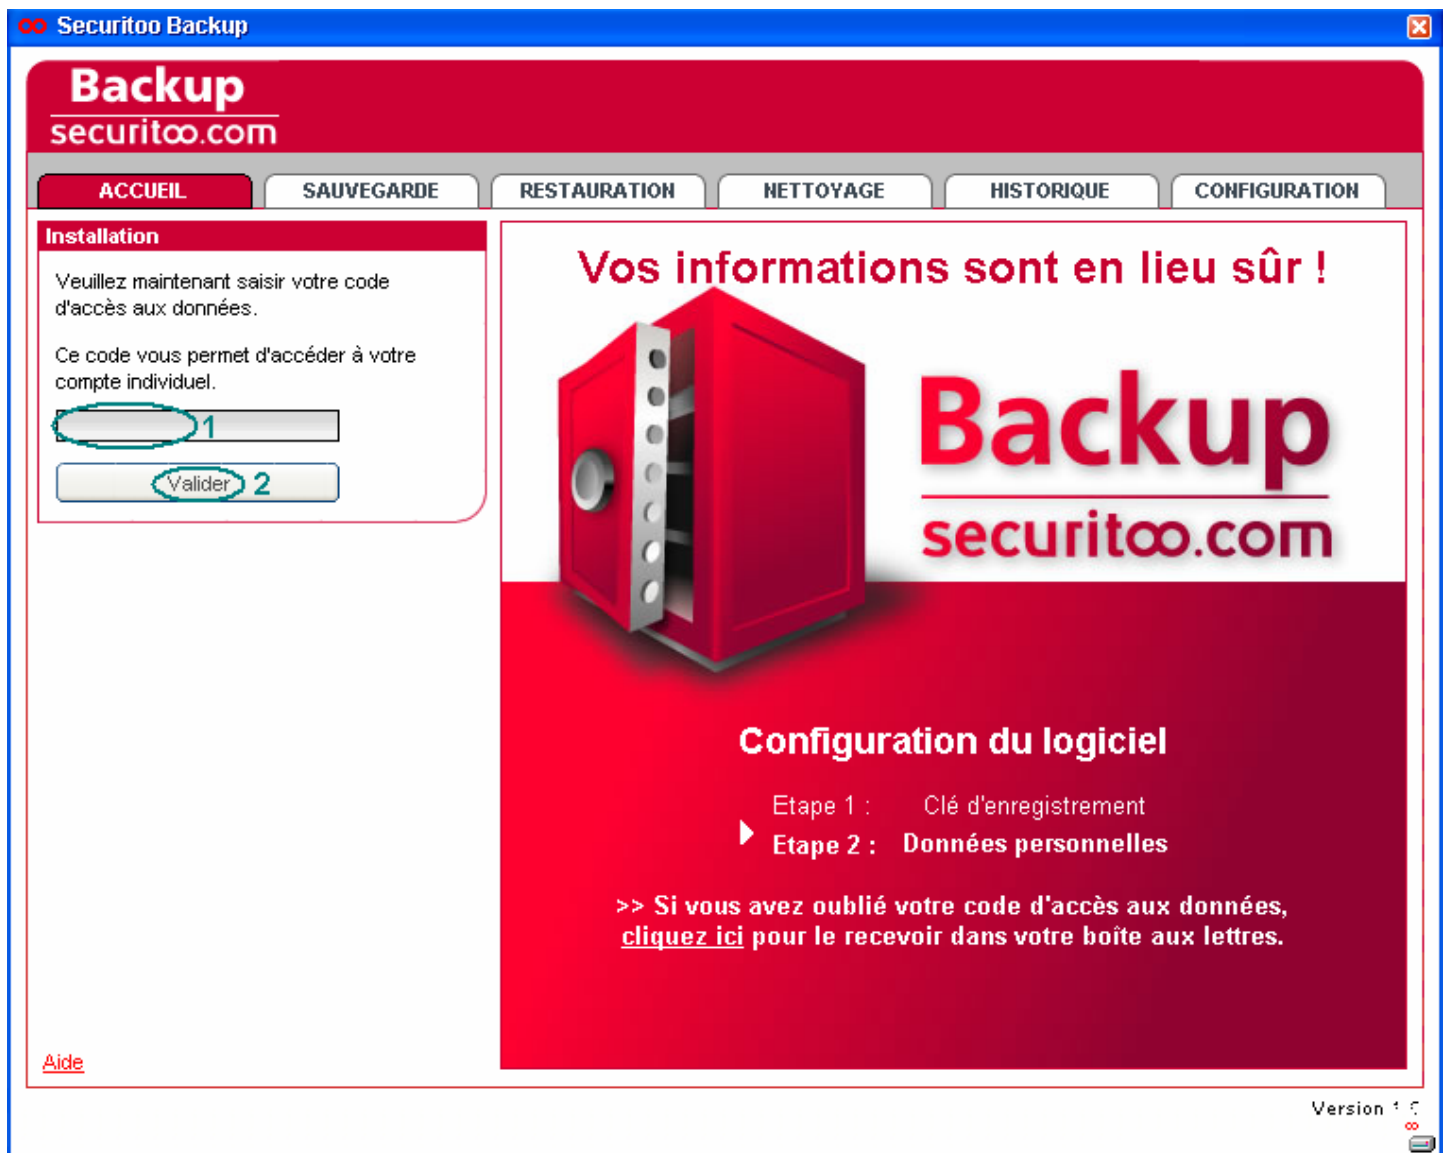 Securitoo Backup
Backup
securitoo.com
ACCUEIL SAUVEGARDE RESTAURATION NETTOYAGE HISTORIQUE CONFIGURATION
Installation
Veuillez maintenant saisir votre code
d'accès aux données.
Ce code vous permet d'accéder à votre
compte individuel.
1
Valider 2
Aide
Vos informations sont en lieu sûr !
Backup
securitoo.com
Configuration du logiciel
Etape 1 : Clé d'enregistrement
Etape 2 : Données personnelles
>> Si vous avez oublié votre code d'accès aux données,
cliquez ici pour le recevoir dans votre boîte aux lettres.
Version